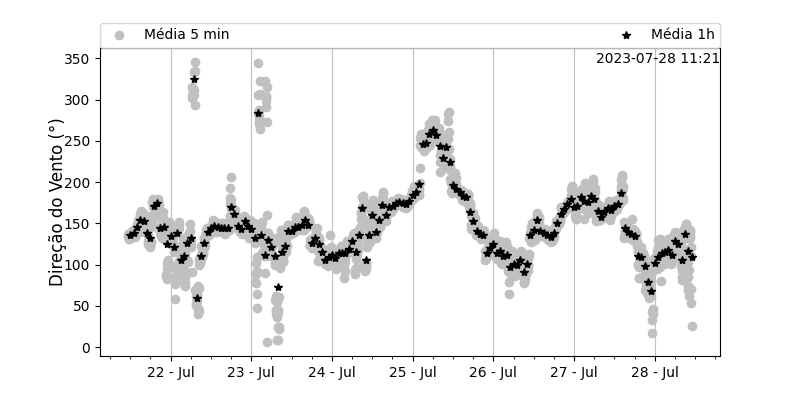 Média 5 min
Média 1h
2023-07-28 11:21
Direção do Vento (°)
350
300
250
200
150
100
50
0
22 - Jul
23 - Jul
24 - Jul
25 - Jul
26 - Jul
27 - Jul
28 - Jul